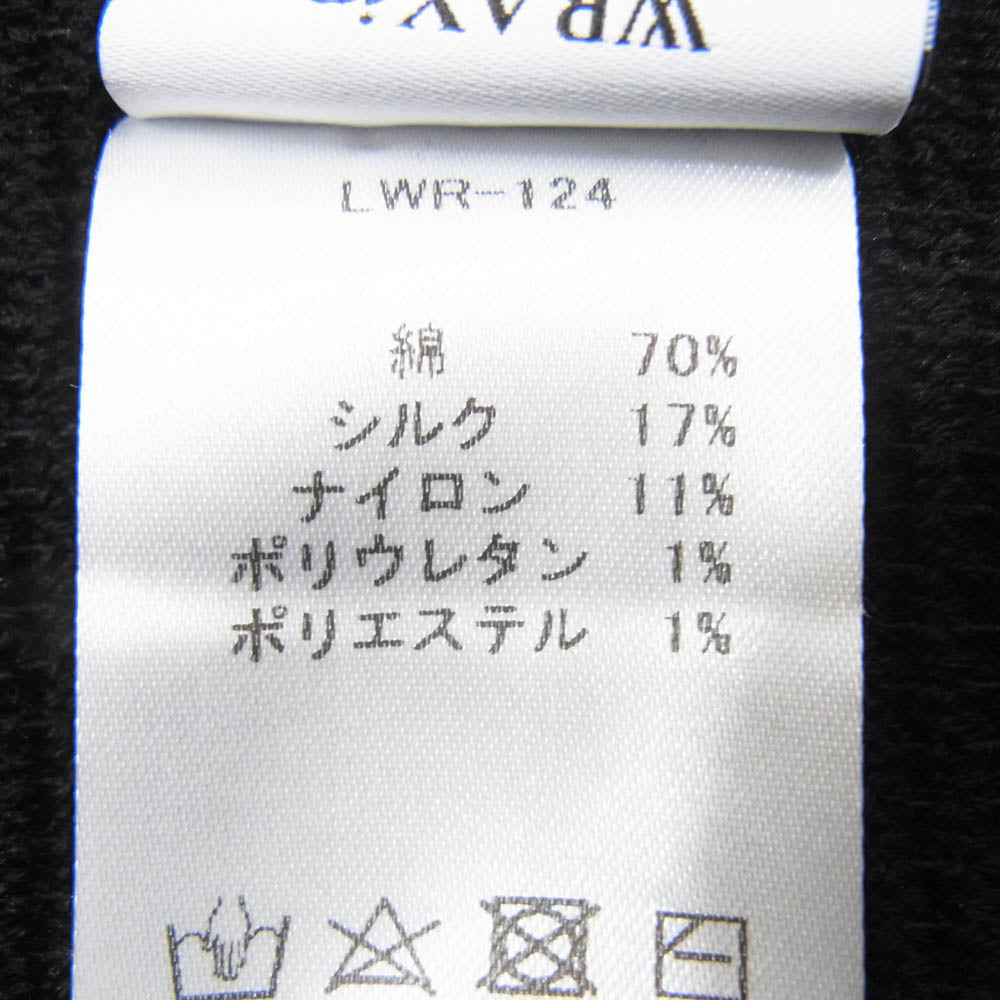 LWR-124
綿 70%
シルク 17%
ナイロン 11%
ポリウレタン 1%
ポリエステル 1%